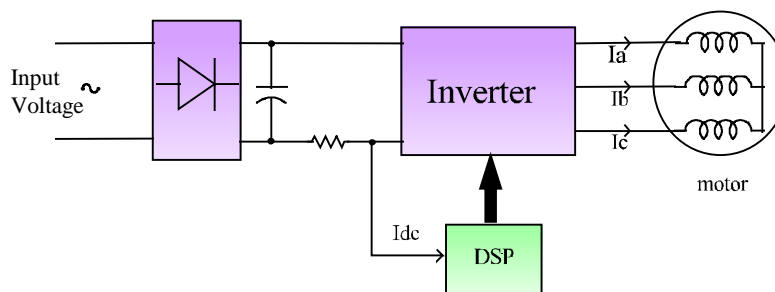 Input
Voltage
Inverter
Ia
Ib
Ic
motor
Idc
DSP